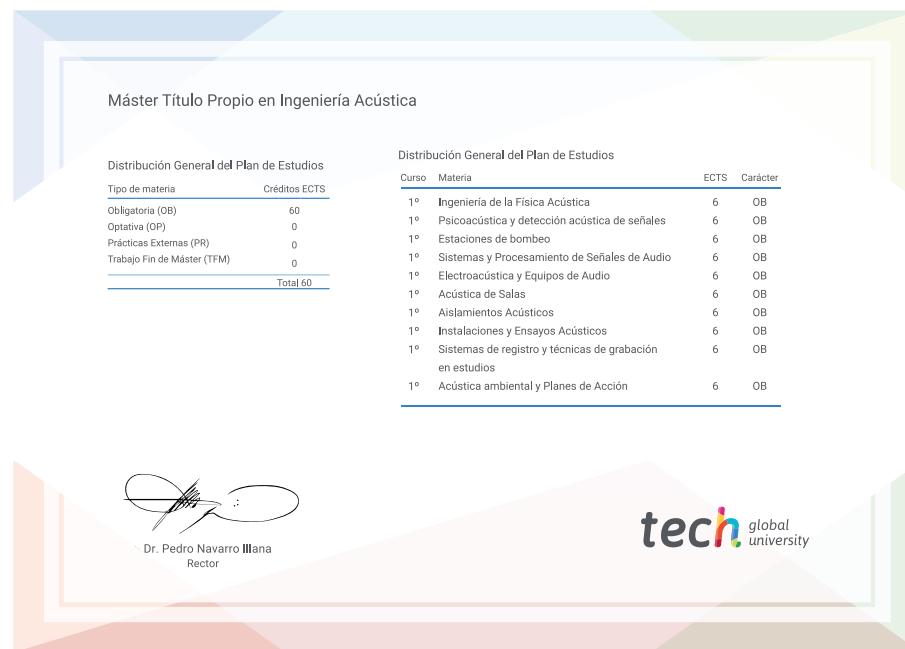 Máster Título Propio en Ingeniería Acústica
Distribución General del Plan de Estudios
Tipo de materia Créditos ECTS
Obligatoria (OB) 60
Optativa (OP) 0
Prácticas Externas (PR) 0
Trabajo Fin de Máster (TFM) 0
Total 60
Distribución General del Plan de Estudios
Curso Materia ECTS Carácter
1º Ingeniería de la Física Acústica 6 OB
1º Psicoacústica y detección acústica de señales 6 OB
1º Estaciones de bombeo 6 OB
1º Sistemas y Procesamiento de Señales de Audio 6 OB
1º Electroacústica y Equipos de Audio 6 OB
1º Acústica de Salas 6 OB
1º Aislamientos Acústicos 6 OB
1º Instalaciones y Ensayos Acústicos 6 OB
1º Sistemas de registro y técnicas de grabación 6 OB
en estudios
1º Acústica ambiental y Planes de Acción 6 OB
Dr. Pedro Navarro Illana
Rector
tech global
university